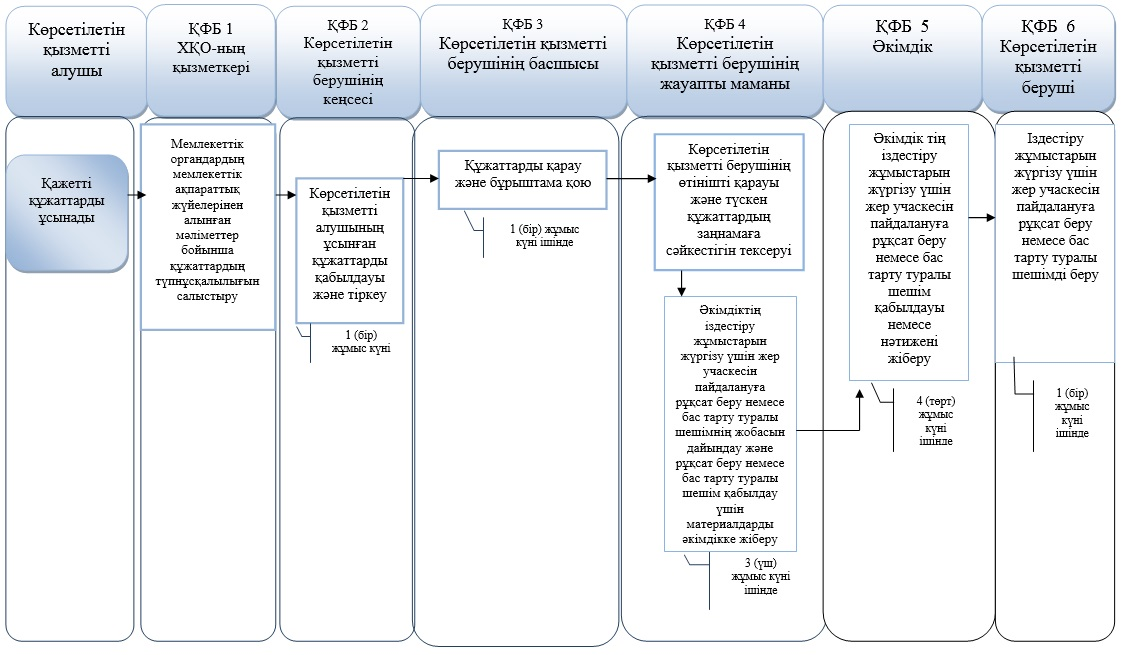 Көрсетілетін
қызметті
алушы
ҚФБ 1
ХҚО-ның
қызметкері
ҚФБ 2
Көрсетілетін
қызметті
берушінің
кеңсесі
ҚФБ 3
Көрсетілетін қызметті
берушінің басшысы
ҚФБ 4
Көрсетілетін
қызметті берушінің
жауапты маманы
ҚФБ 5
Әкімдік
ҚФБ 6
Көрсетілетін
қызметті
беруші
Қажетті
құжаттарды
ұсынады
Мемлекеттік
органдардың
мемлекеттік
ақпараттық
жүйелерінен
алынған
мәліметтер
бойынша
құжаттардың
түпнұсқалылығын
салыстыру
Көрсетілетін
қызметті
алушының
ұсынған
құжаттарды
қабылдауы
және тіркеу
1 (бір)
жұмыс күні
Құжаттарды қарау
және бұрыштама қою
1 (бір) жұмыс
күні ішінде
Көрсетілетін
қызметті берушінің
өтінішті қарауы
және түскен
құжаттардың
заңнамаға
сәйкестігін тексеруі
Әкімдіктің
іздестіру
жұмыстарын
жүргізу үшін жер
учаскесін
пайдалануға
рұқсат беру немесе
бас тарту туралы
шешімнің жобасын
дайындау және
рұқсат беру немесе
бас тарту туралы
шешім қабылдау
үшін
материалдарды
әкімдікке жіберу
3 (үш)
жұмыс күні
ішінде
Әкімдік тің
іздестіру
жұмыстарын
жүргізу үшін
жер учаскесін
пайдалануға
рұқсат беру
немесе бас
тарту туралы
шешім
қабылдауы
немесе
нәтижені
жіберу
4 (төрт)
жұмыс
күні
ішінде
Іздестіру
жұмыстарын
жүргізу үшін
жер учаскесін
пайдалануға
рұқсат беру
немесе бас
тарту туралы
шешімді беру
1 (бір)
жұмыс
күні
ішінде